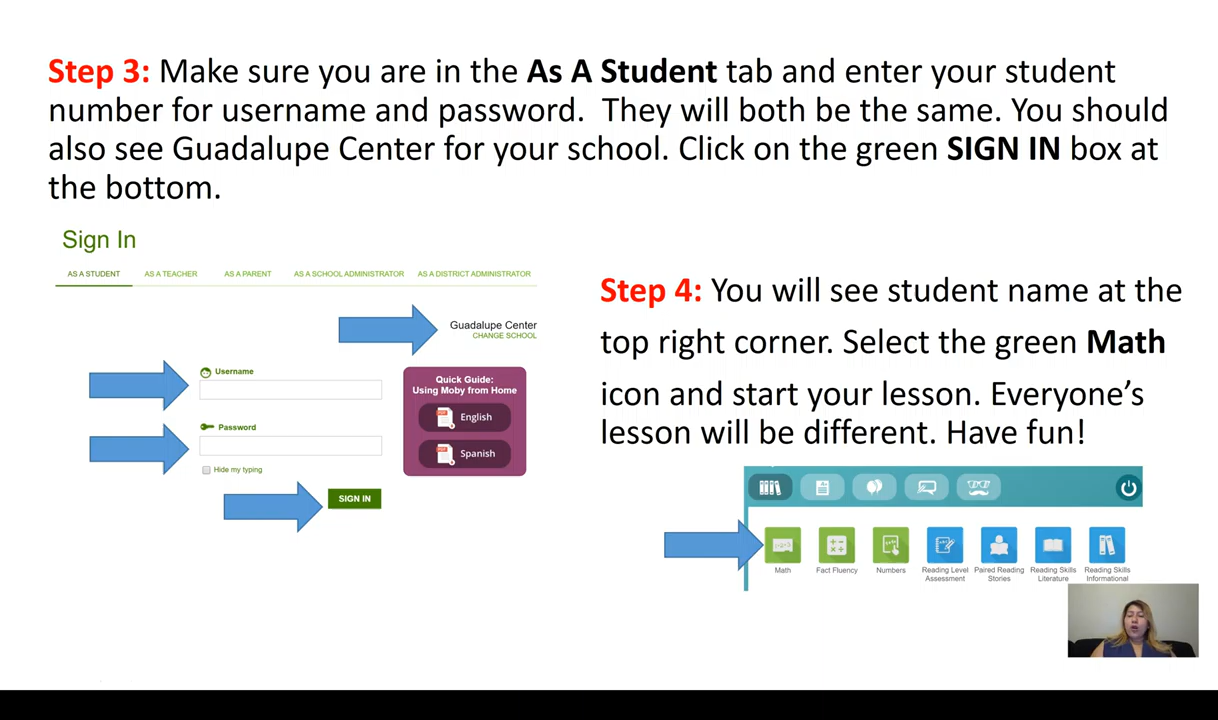 Step 3: Make sure you are in the As A Student tab and enter your student
number for username and password.  They will both be the same. You should
also see Guadalupe Center for your school. Click on the green SIGN IN box at
the bottom.
Sign In
AS A STUDENT AS A TEACHER AS A PARENT AS A SCHOOL ADMINISTRATOR AS A DISTRICT ADMINISTRATOR
Guadalupe Center
CHANGE SCHOOL
Username
Password
Hide my typing
SIGN IN
Quick Guide:
Using Moby from Home
English
Spanish
Step 4: You will see student name at the
top right corner. Select the green Math
icon and start your lesson. Everyone’s
lesson will be different. Have fun!
Math
Fact Fluency
Numbers
Reading Level
Assessment
Paired Reading
Stories
Reading Skills
Literature
Reading Skills
Informational